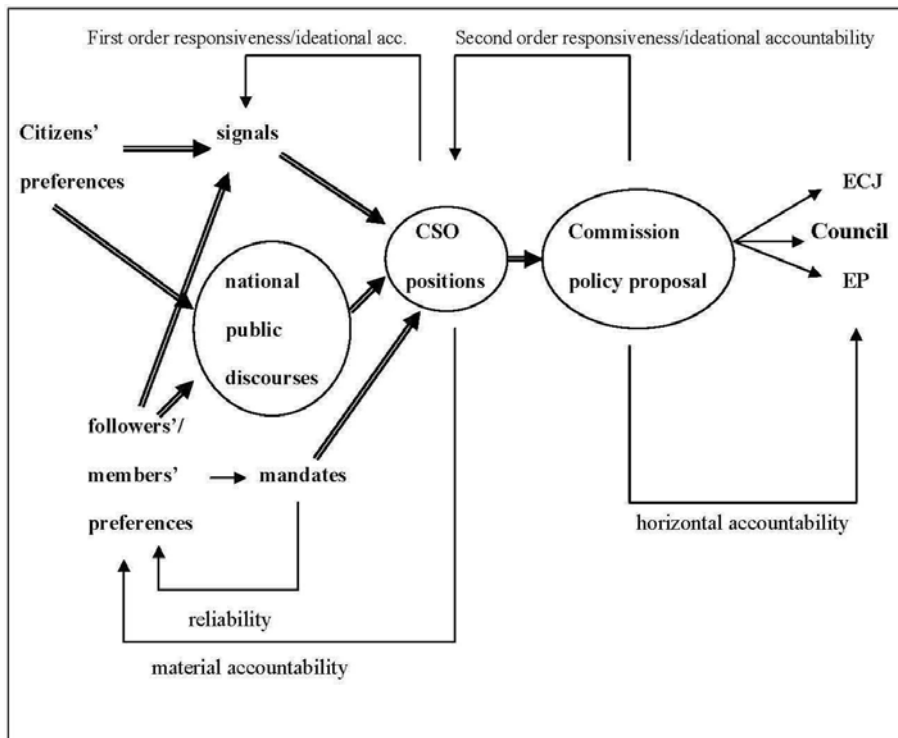 First order responsiveness/ideational acc.
Second order responsiveness/ideational accountability
Citizens'
preferences
signals
ECJ
Council
EP
CSO
positions
Commission
policy proposal
national
public
discourses
followers'/
members'
preferences
mandates
horizontal accountability
reliability
material accountability